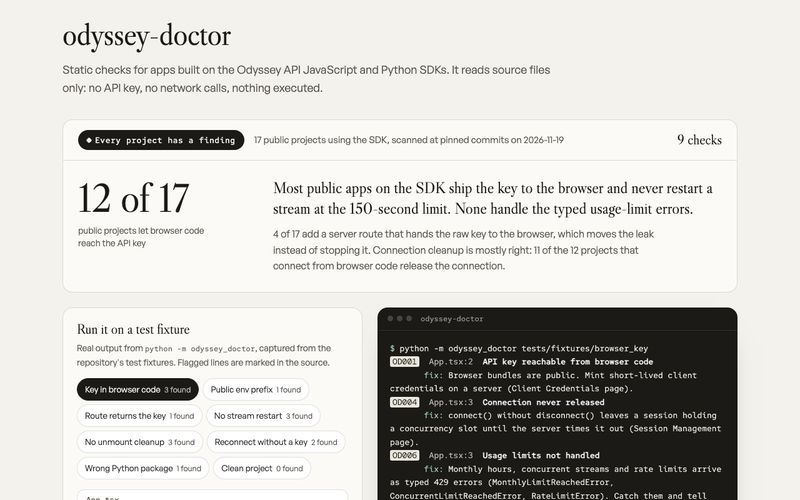 odyssey-doctor
Static checks for apps built on the Odyssey API JavaScript and Python SDKs. It reads source files
only: no API key, no network calls, nothing executed.
Every project has a finding
17 public projects using the SDK, scanned at pinned commits on 2026-11-19
9 checks
12 of 17
public projects let browser code
reach the API key
Most public apps on the SDK ship the key to the browser and never restart a
stream at the 150-second limit. None handle the typed usage-limit errors.
4 of 17 add a server route that hands the raw key to the browser, which moves the leak
instead of stopping it. Connection cleanup is mostly right: 11 of the 12 projects that
connect from browser code release the connection.
Run it on a test fixture
Real output from python -m odyssey_doctor, captured from the
repository's test fixtures. Flagged lines are marked in the source.
Key in browser code 3 found
Public env prefix 1 found
Route returns the key 1 found
No stream restart 3 found
No unmount cleanup 3 found
Reconnect without a key 2 found
Wrong Python package 1 found
Clean project 0 found
App.tsx
odyssey-doctor
$ python -m odyssey_doctor tests/fixtures/browser_key
OD001 App.tsx:2 API key reachable from browser code
fix: Browser bundles are public. Mint short-lived client
credentials on a server (Client Credentials page).
OD004 App.tsx:3 Connection never released
fix: connect() without disconnect() leaves a session holding
a concurrency slot until the server times it out (Session Management
page).
OD006 App.tsx:3 Usage limits not handled
fix: Monthly hours, concurrent streams and rate limits arrive
as typed 429 errors (MonthlyLimitReachedError,
ConcurrentLimitReachedError, RateLimitError). Catch them and tell